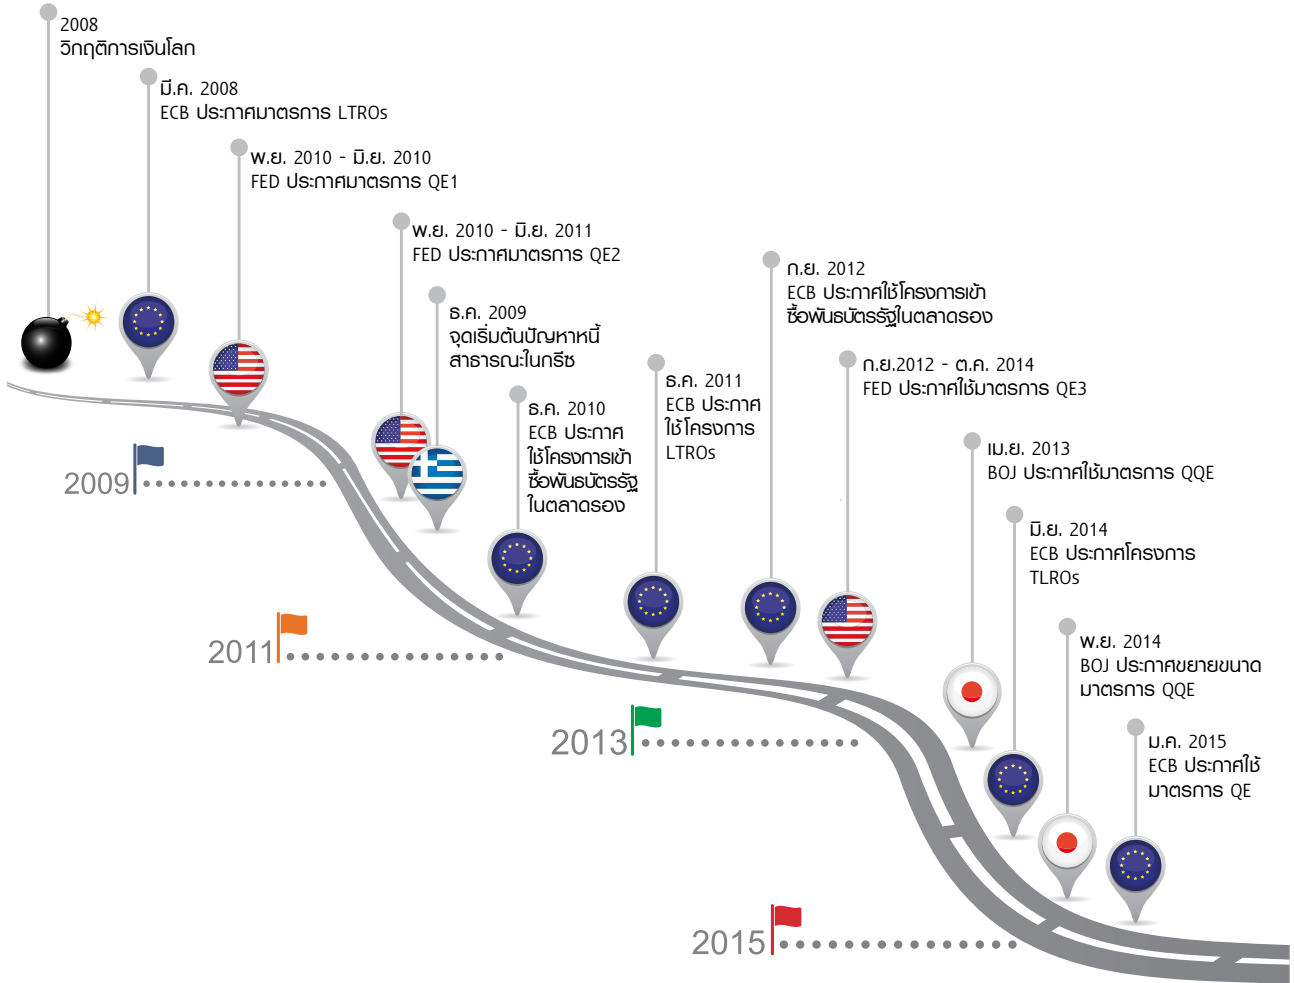 2008
วิกฤติการเงินโลก
มี.ค. 2008
ECB ประกาศมาตรการ LTROs
พ.ย. 2010 - มิ.ย. 2010
FED ประกาศมาตรการ QE1
พ.ย. 2010 - มิ.ย. 2011
FED ประกาศมาตรการ QE2
ธ.ค. 2009
จุดเริ่มต้นปัญหาหนี้
สาธารณะในกรีซ
ธ.ค. 2010
ECB ประกาศ
ใช้โครงการเข้า
ซื้อพันธบัตรรัฐ
ในตลาดรอง
ธ.ค. 2011
ECB ประกาศ
ใช้โครงการ
LTROs
ก.ย. 2012
ECB ประกาศใช้โครงการเข้า
ซื้อพันธบัตรรัฐในตลาดรอง
ก.ย.2012 - ต.ค. 2014
FED ประกาศใช้มาตรการ QE3
เม.ย. 2013
BOJ ประกาศใช้มาตรการ QQE
มิ.ย. 2014
ECB ประกาศโครงการ
TLROs
พ.ย. 2014
BOJ ประกาศขยายขนาด
มาตรการ QQE
ม.ค. 2015
ECB ประกาศใช้
มาตรการ QE
2009
2011
2013
2015